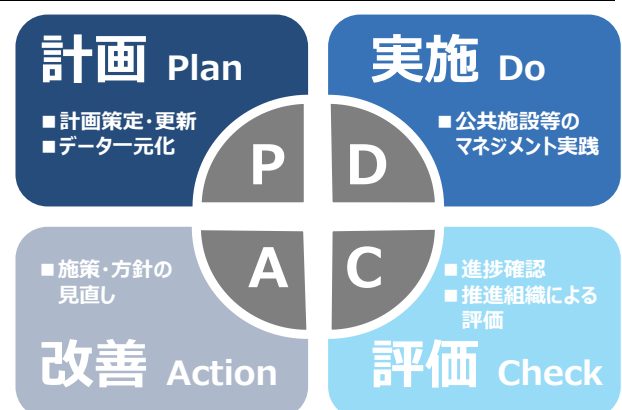 計画 Plan
■計画策定・更新
■データ一元化
P
実施 Do
■公共施設等の
マネジメント実践
D
■施策・方針の
見直し
改善 Action
A
■進捗確認
■推進組織による
評価
評価 Check
C